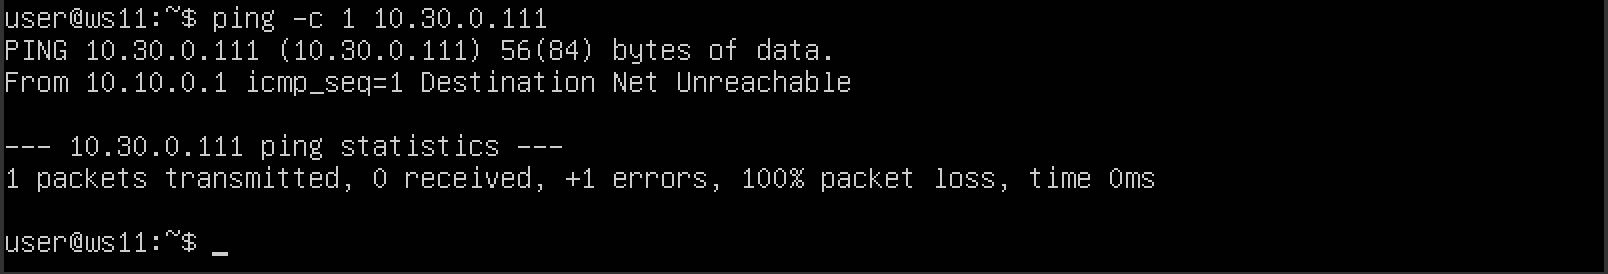 user@ws11:~$ ping -c 1 10.30.0.111
PING 10.30.0.111 (10.30.0.111) 56(84) bytes of data.
From 10.10.0.1 icmp_seq=1 Destination Net Unreachable
--- 10.30.0.111 ping statistics ---
1 packets transmitted, 0 received, +1 errors, 100% packet loss, time 0ms
user@ws11:~$ _